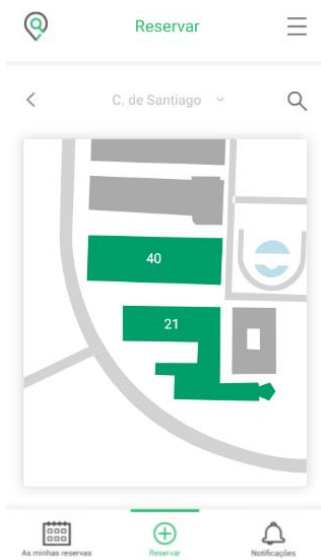 Reservar
C. de Santiago
40
21
As minhas reservas
Reservar
Notificações